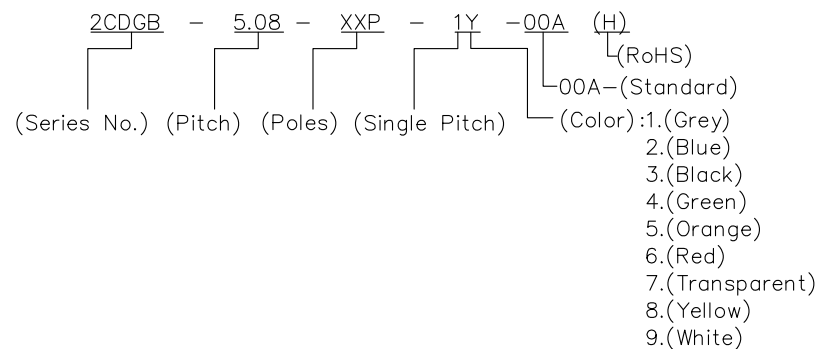 2CDGB - 5.08 - XXP - 1Y -00A (H)
(RoHS)
00A-(Standard)
(Series No.) (Pitch) (Poles) (Single Pitch) (Color):1.(Grey)
2.(Blue)
3.(Black)
4.(Green)
5.(Orange)
6.(Red)
7.(Transparent)
8.(Yellow)
9.(White)